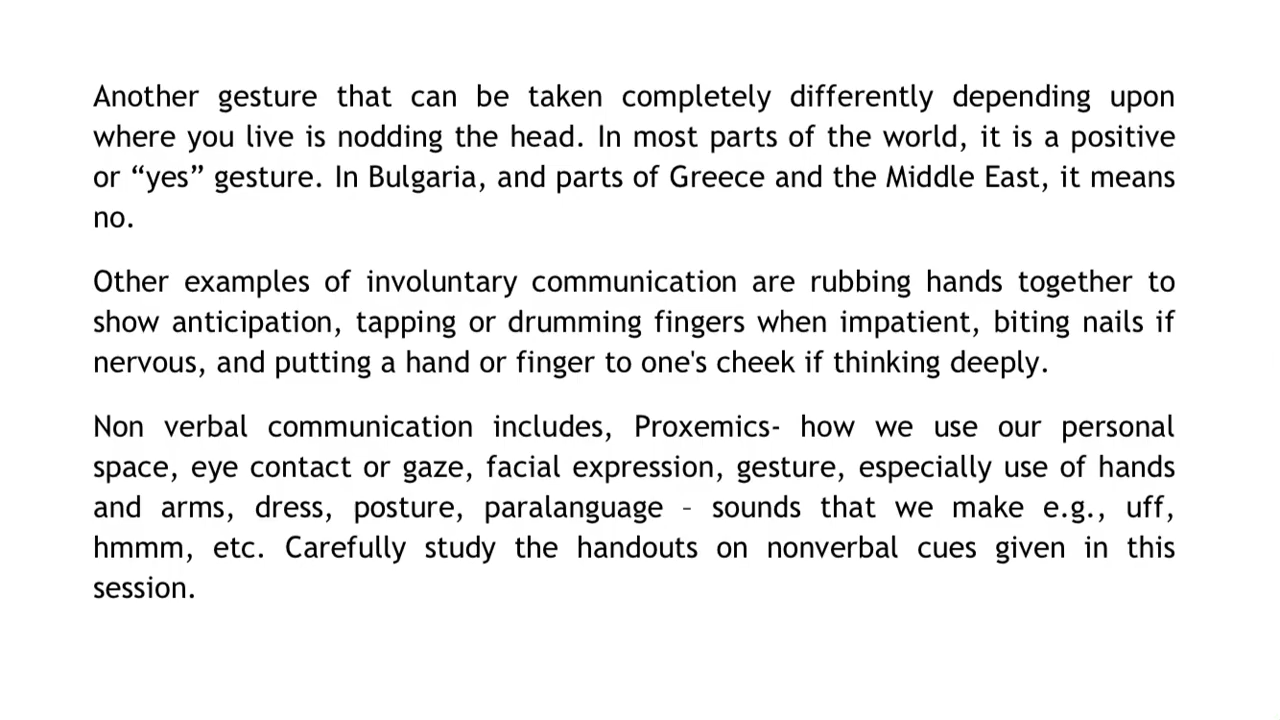 Another gesture that can be taken completely differently depending upon
where you live is nodding the head. In most parts of the world, it is a positive
or “yes” gesture. In Bulgaria, and parts of Greece and the Middle East, it means
no.
Other examples of involuntary communication are rubbing hands together to
show anticipation, tapping or drumming fingers when impatient, biting nails if
nervous, and putting a hand or finger to one's cheek if thinking deeply.
Non verbal communication includes, Proxemics- how we use our personal
space, eye contact or gaze, facial expression, gesture, especially use of hands
and arms, dress, posture, paralanguage – sounds that we make e.g., uff,
hmmm, etc. Carefully study the handouts on nonverbal cues given in this
session.